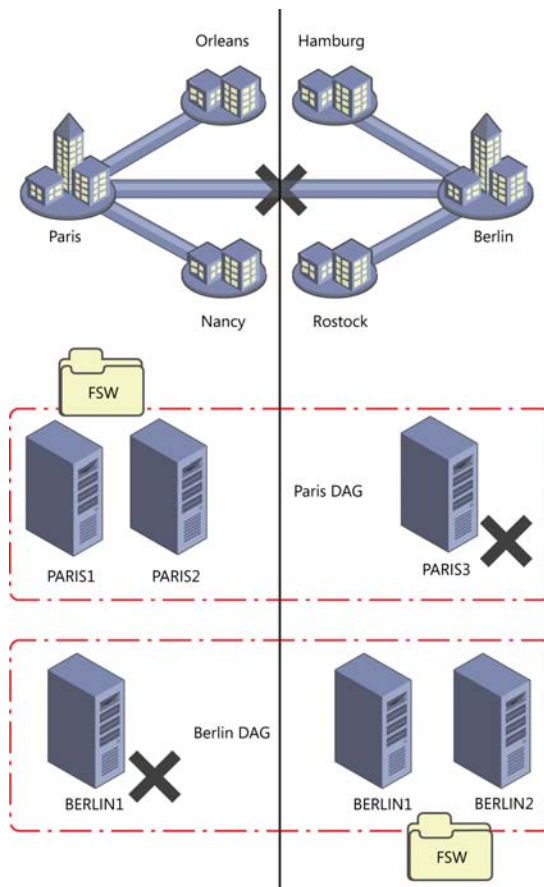 Orleans
Hamburg
Paris
Berlin
Nancy
Rostock
FSW
Paris DAG
PARIS1
PARIS2
PARIS3
Berlin DAG
BERLIN1
BERLIN1
BERLIN2
FSW